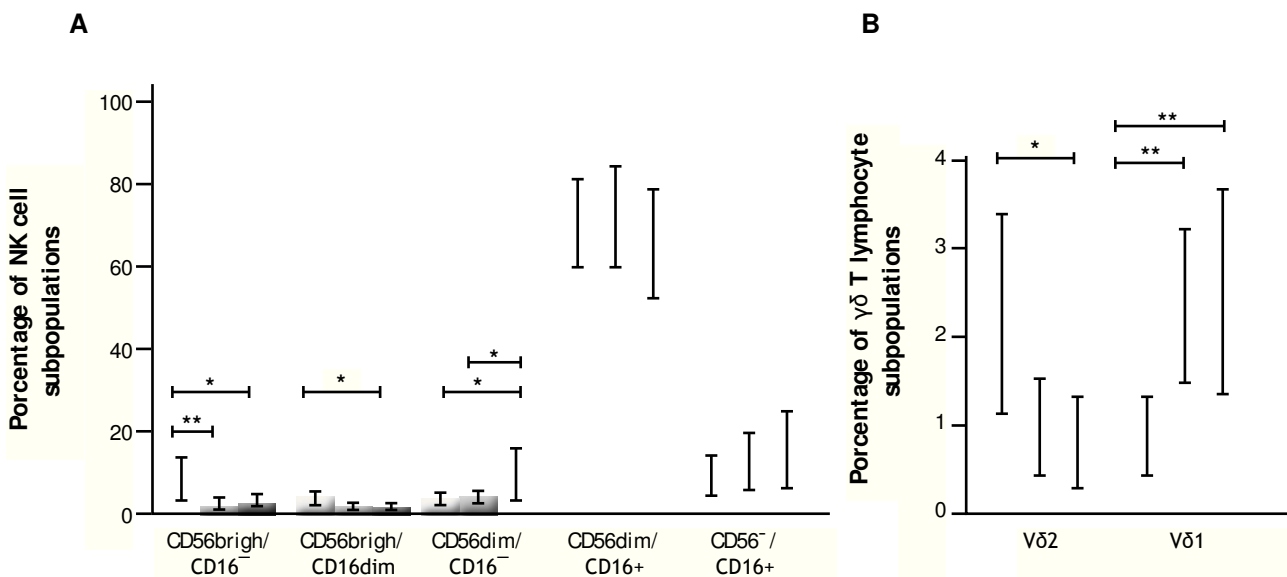 A
Porcentage of NK cell
subpopulations
100
80
60
40
20
0
*
**
*
*
*
CD56brigh/
CD16⁻
CD56brigh/
CD16dim
CD56dim/
CD16⁻
CD56dim/
CD16+
CD56⁻/
CD16+
B
Porcentage of γδ T lymphocyte
subpopulations
4
3
2
1
0
*
**
**
Vδ2
Vδ1